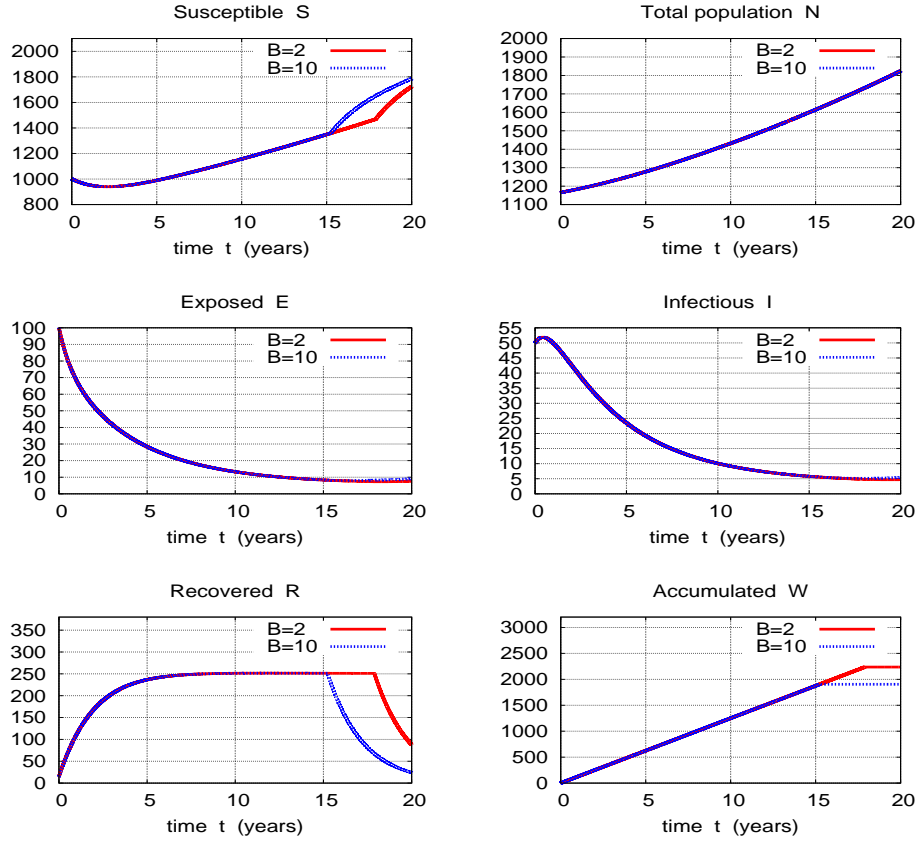 Susceptible S
B=2
B=10
2000
1800
1600
1400
1200
1000
800
0 5 10 15 20
time t (years)
Total population N
B=2
B=10
2000
1900
1800
1700
1600
1500
1400
1300
1200
1100
0 5 10 15 20
time t (years)
Exposed E
B=2
B=10
100
90
80
70
60
50
40
30
20
10
0
0 5 10 15 20
time t (years)
Infectious I
B=2
B=10
55
50
45
40
35
30
25
20
15
10
5
0
0 5 10 15 20
time t (years)
Recovered R
B=2
B=10
350
300
250
200
150
100
50
0
0 5 10 15 20
time t (years)
Accumulated W
B=2
B=10
3000
2500
2000
1500
1000
500
0
0 5 10 15 20
time t (years)